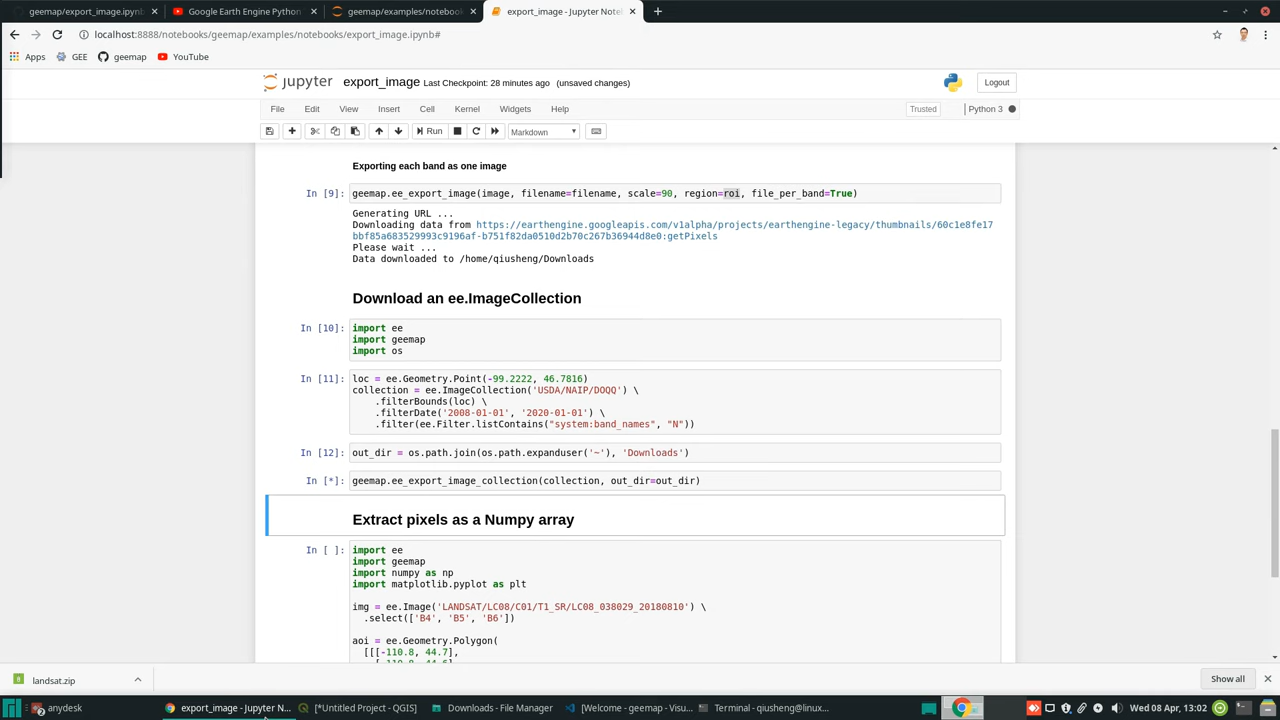 geemap/examples/notebooks/export_image.ipynb
Google Earth Engine Python
geemap/examples/notebook
export_image - Jupyter Note
localhost:8888/notebooks/geemap/examples/notebooks/export_image.ipynb#
Apps
GEE
geemap
YouTube
jupyter
export_image Last Checkpoint: 28 minutes ago (unsaved changes)
Logout
File Edit View Insert Cell Kernel Widgets Help
Trusted
Python 3
Run
Markdown
Exporting each band as one image
In [9]: geemap.ee_export_image(image, filename=filename, scale=90, region=roi, file_per_band=True)
Generating URL ...
Downloading data from https://earthengine.googleapis.com/v1alpha/projects/earthengine-legacy/thumbnails/60c1e8fe17
bbf85a683529993c9196af-b751f82da0510d2b70c267b36944d8e0:getPixels
Please wait ...
Data downloaded to /home/qiusheng/Downloads
Download an ee.ImageCollection
In [10]: import ee
import geemap
import os
In [11]: loc = ee.Geometry.Point(-99.2222, 46.7816)
collection = ee.ImageCollection('USDA/NAIP/DOQQ') \
.filterBounds(loc) \
.filterDate('2008-01-01', '2020-01-01') \
.filter(ee.Filter.listContains("system:band_names", "N"))
In [12]: out_dir = os.path.join(os.path.expanduser('~'), 'Downloads')
In [*]: geemap.ee_export_image_collection(collection, out_dir=out_dir)
Extract pixels as a Numpy array
In [ ]: import ee
import geemap
import numpy as np
import matplotlib.pyplot as plt
img = ee.Image('LANDSAT/LC08/C01/T1_SR/LC08_038029_20180810') \
.select(['B4', 'B5', 'B6'])
aoi = ee.Geometry.Polygon(
[[[-110.8, 44.7],
landsat.zip
Show all
anydesk
export_image - Jupyter N...
[*Untitled Project - QGIS]
Downloads - File Manager
[Welcome - geemap - Visu...
Terminal - qiusheng@linux...
Wed 08 Apr, 13:02